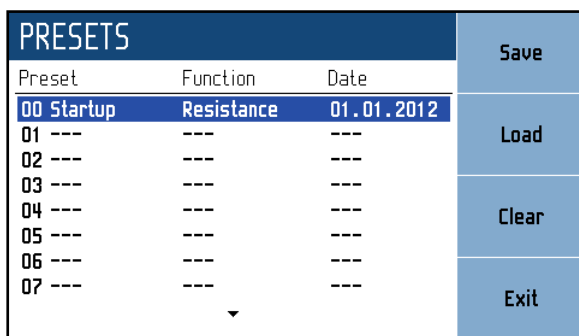 PRESETS
Preset Function Date
00 Startup Resistance 01.01.2012
01 --- --- ---
02 --- --- ---
03 --- --- ---
04 --- --- ---
05 --- --- ---
06 --- --- ---
07 --- --- ---
Save
Load
Clear
Exit